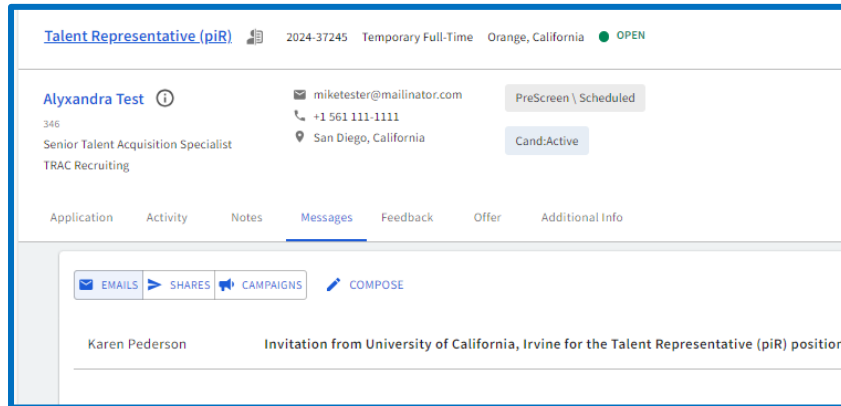 Talent Representative (piR) 2024-37245 Temporary Full-Time Orange, California OPEN
Alyxandra Test miketester@mailinator.com PreScreen \ Scheduled
346 +1 561 111-1111
Senior Talent Acquisition Specialist San Diego, California Cand:Active
TRAC Recruiting
Application Activity Notes Messages Feedback Offer Additional Info
EMAILS SHARES CAMPAIGNS COMPOSE
Karen Pederson Invitation from University of California, Irvine for the Talent Representative (piR) position